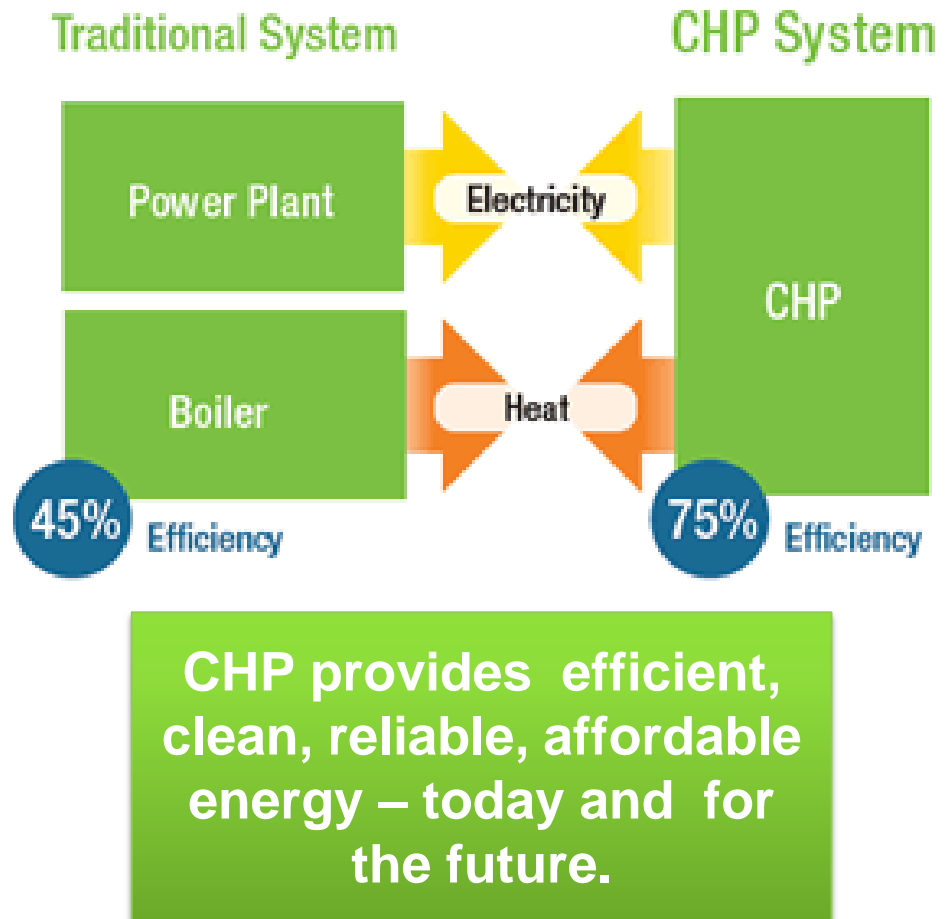 Traditional System
CHP System
Power Plant
Electricity
CHP
Boiler
Heat
45% Efficiency
75% Efficiency
CHP provides efficient,
clean, reliable, affordable
energy – today and for
the future.